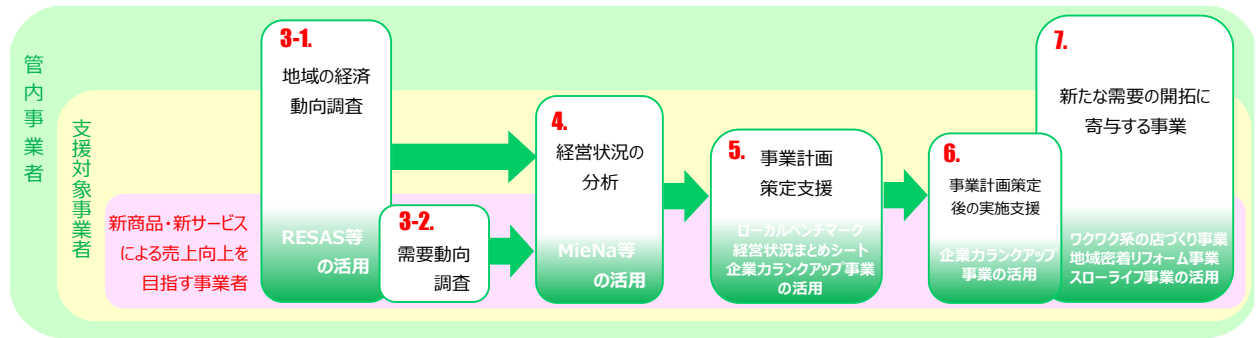 管内事業者
支援対象事業者
新商品・新サービス
による売上向上を
目指す事業者
3-1.
地域の経済
動向調査
RESAS等
の活用
3-2.
需要動向
調査
4.
経営状況の
分析
MieNa等
の活用
5.
事業計画
策定支援
ローカルベンチマーク
経営状況まとめシート
企業力ランクアップ事業
の活用
6.
事業計画策定
後の実施支援
企業力ランクアップ
事業の活用
7.
新たな需要の開拓に
寄与する事業
ワクワク系の店づくり事業
地域密着リフォーム事業
スローライフ事業の活用